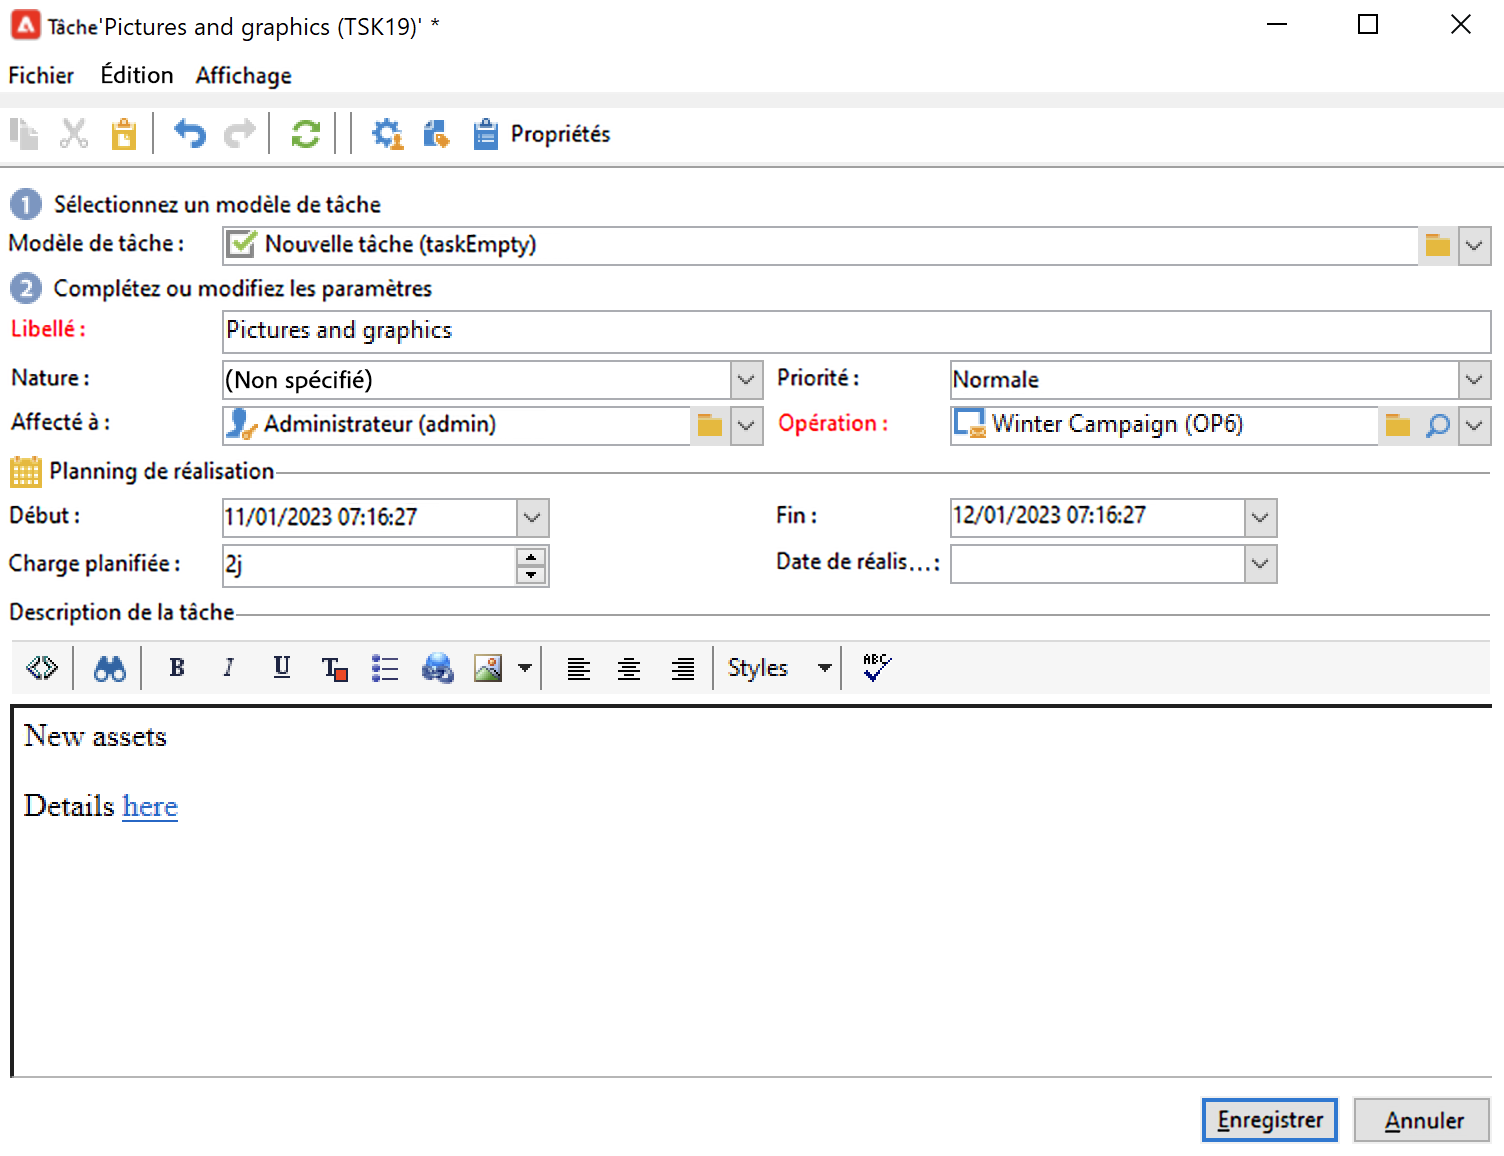 Tâche'Pictures and graphics (TSK19)' *
Fichier Édition Affichage
Propriétés
1 Sélectionnez un modèle de tâche
Modèle de tâche : Nouvelle tâche (taskEmpty)
2 Complétez ou modifiez les paramètres
Libellé : Pictures and graphics
Nature : (Non spécifié) Priorité : Normale
Affecté à : Administrateur (admin) Opération : Winter Campaign (OP6)
Planning de réalisation
Début : 11/01/2023 07:16:27 Fin : 12/01/2023 07:16:27
Charge planifiée : 2j Date de réalis...:
Description de la tâche
B I U T Styles ABC
New assets
Details here
Enregistrer Annuler